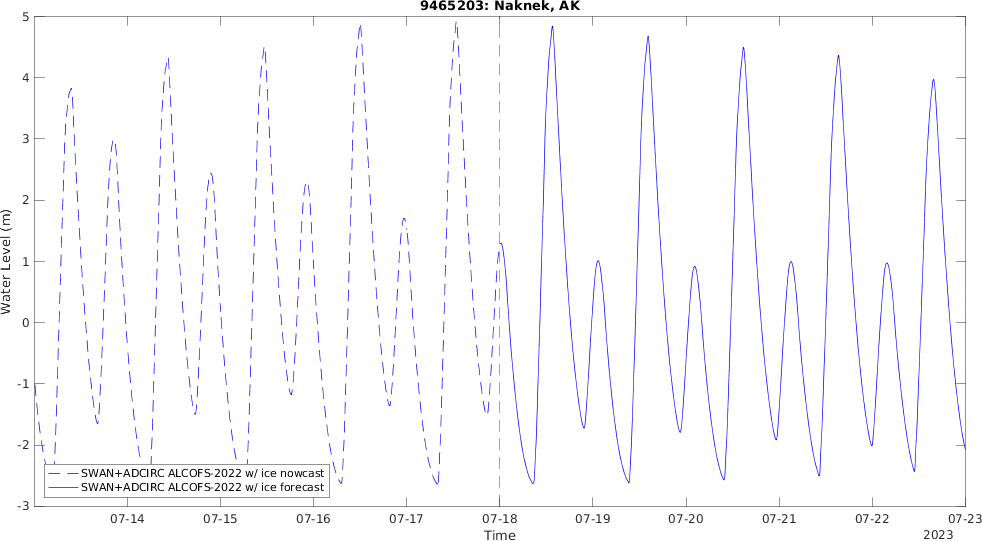 9465203: Naknek, AK
5
4
3
2
1
0
-1
-2
-3
Water Level (m)
SWAN+ADCIRC ALCOFS-2022 w/ ice nowcast
SWAN+ADCIRC ALCOFS-2022 w/ ice forecast
07-14 07-15 07-16 07-17 07-18 07-19 07-20 07-21 07-22 07-23
Time
2023